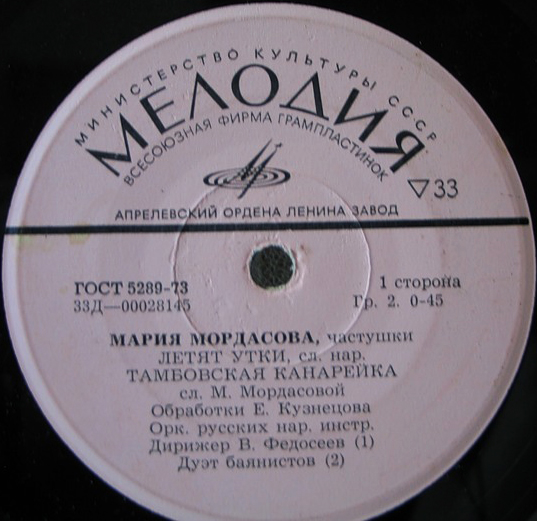 МИНИСТЕРСТВО КУЛЬТУРЫ СССР
МЕЛОДИЯ
ВСЕСОЮЗНАЯ ФИРМА ГРАМПЛАСТИНОК
▽33
АПРЕЛЕВСКИЙ ОРДЕНА ЛЕНИНА ЗАВОД
ГОСТ 5289-73
1 сторона
33Д—00028145
Гр. 2. 0-45
МАРИЯ МОРДАСОВА, частушки
ЛЕТЯТ УТКИ, сл. нар.
ТАМБОВСКАЯ КАНАРЕЙКА
сл. М. Мордасовой
Обработки Е. Кузнецова
Орк. русских нар. инстр.
Дирижер В. Федосеев (1)
Дуэт баянистов (2)